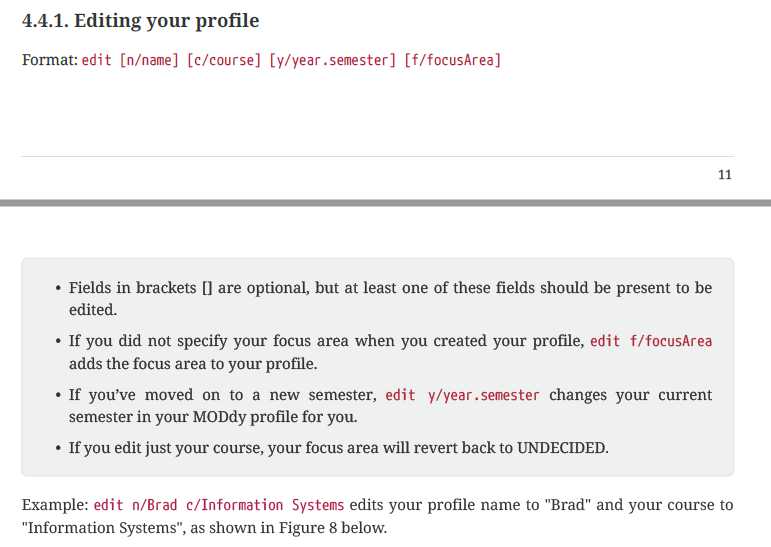 4.4.1. Editing your profile
Format: edit [n/name] [c/course] [y/year.semester] [f/focusArea]
11
• Fields in brackets [] are optional, but at least one of these fields should be present to be
edited.
• If you did not specify your focus area when you created your profile, edit f/focusArea
adds the focus area to your profile.
• If you’ve moved on to a new semester, edit y/year.semester changes your current
semester in your MODdy profile for you.
• If you edit just your course, your focus area will revert back to UNDECIDED.
Example: edit n/Brad c/Information Systems edits your profile name to "Brad" and your course to
"Information Systems", as shown in Figure 8 below.